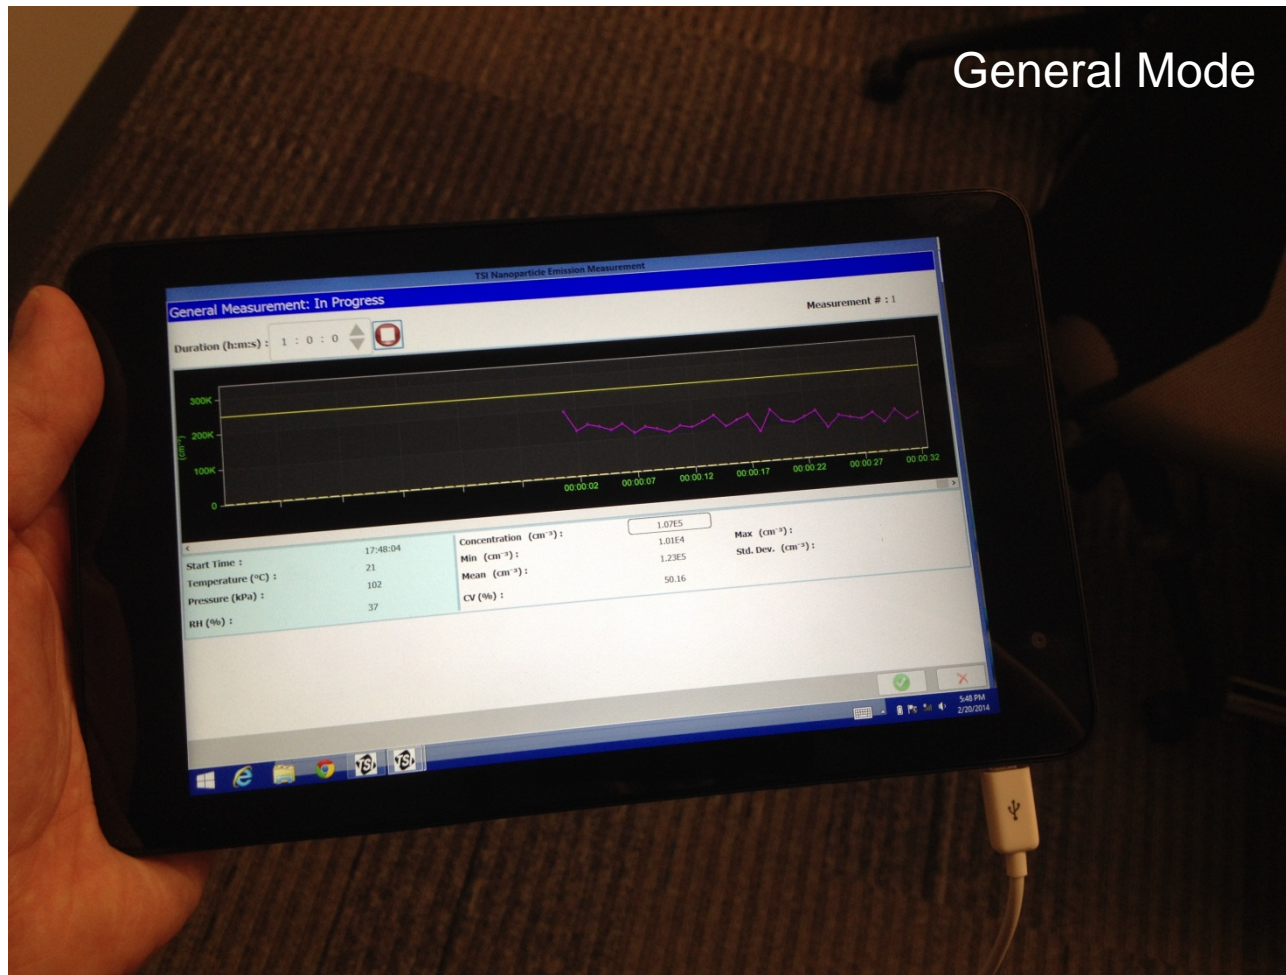 General Mode
TSI Nanoparticle Emission Measurement
General Measurement: In Progress
Duration (h:m:s) : 1 : 0 : 0
Measurement # : 1
300K
200K
100K
0
(cm⁻³)
00:00:02 00:00:07 00:00:12 00:00:17 00:00:22 00:00:27 00:00:32
Start Time : 17:48:04
Temperature (°C) : 21
Pressure (kPa) : 102
RH (%) : 37
Concentration (cm⁻³) : 1.07E5
Min (cm⁻³) : 1.01E4
Mean (cm⁻³) : 1.23E5
CV (%) : 50.16
Max (cm⁻³) :
Std. Dev. (cm⁻³) :
TSI TSI
5:48 PM
2/20/2014